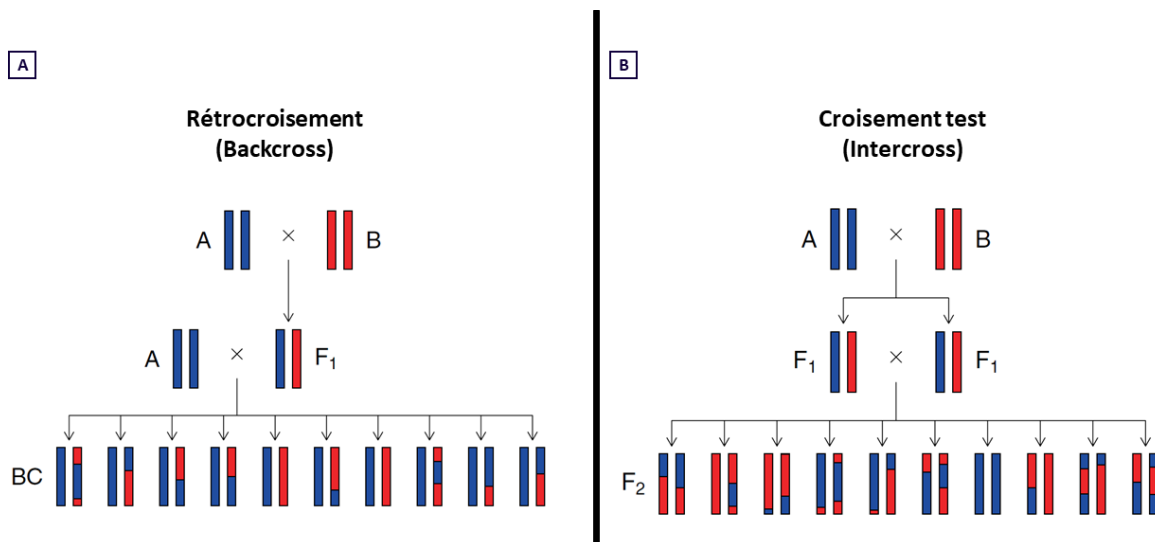 A
Rétrocroisement
(Backcross)
A × B
A × F₁
BC
B
Croisement test
(Intercross)
A × B
F₁ × F₁
F₂